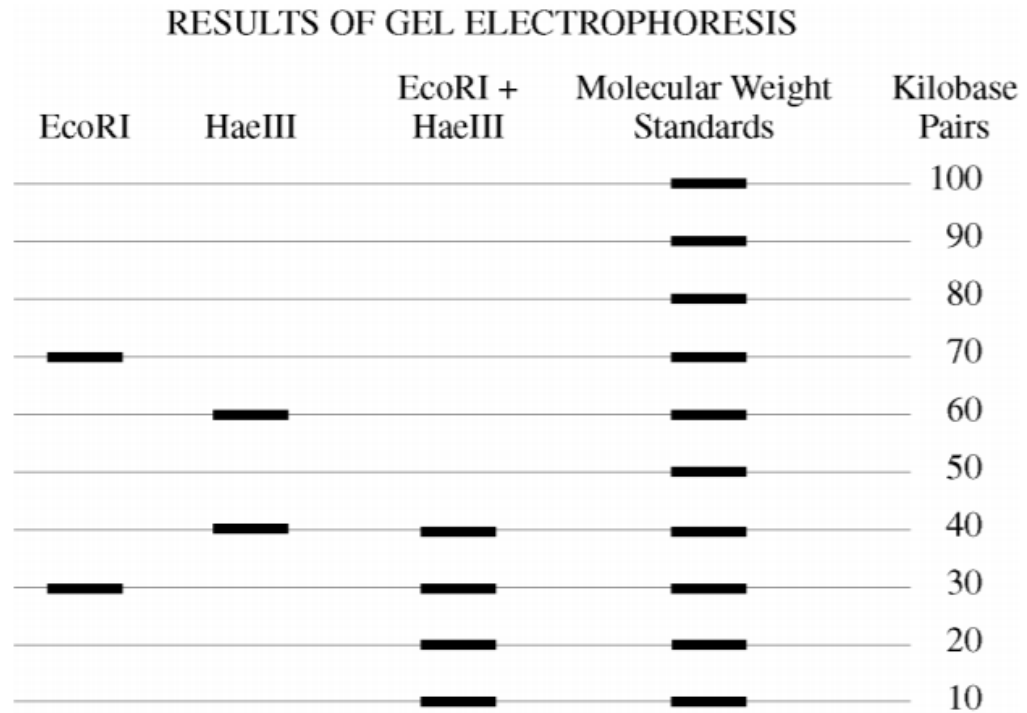 RESULTS OF GEL ELECTROPHORESIS
EcoRI
HaeIII
EcoRI +
HaeIII
Molecular Weight
Standards
Kilobase
Pairs
100
90
80
70
60
50
40
30
20
10